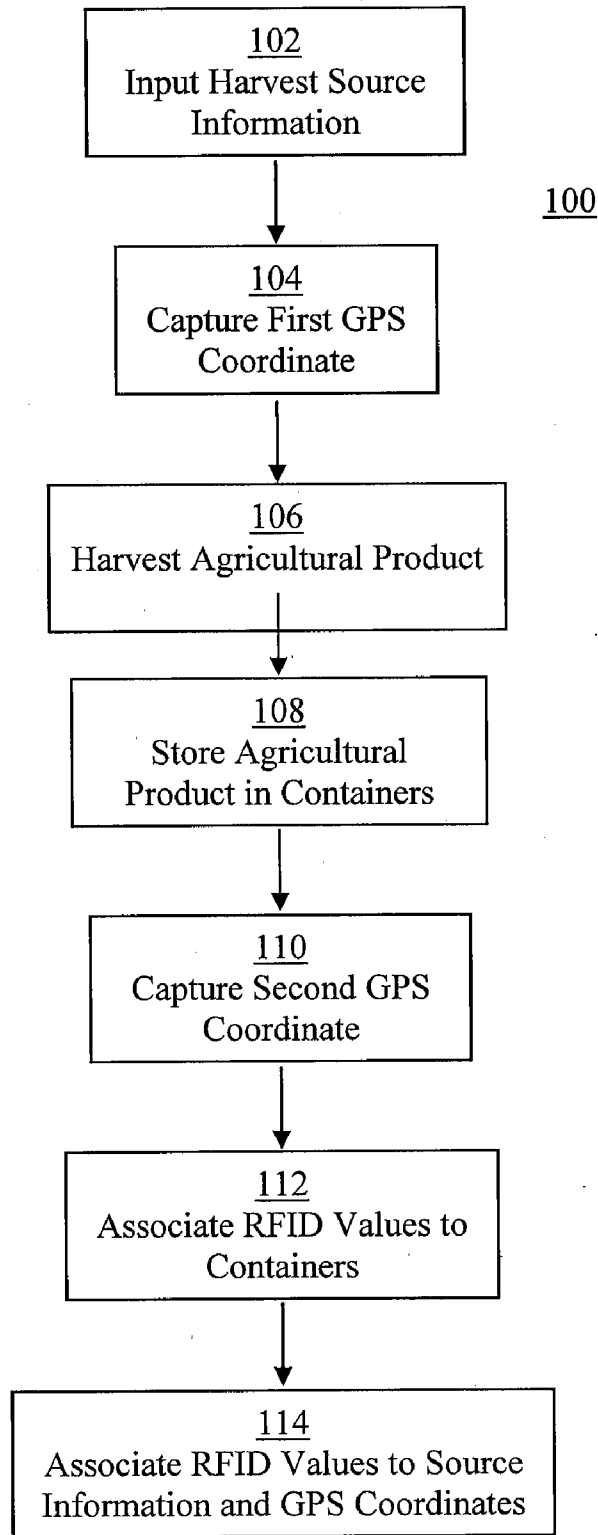 102
Input Harvest Source
Information
100
104
Capture First GPS
Coordinate
106
Harvest Agricultural Product
108
Store Agricultural
Product in Containers
110
Capture Second GPS
Coordinate
112
Associate RFID Values to
Containers
114
Associate RFID Values to Source
Information and GPS Coordinates